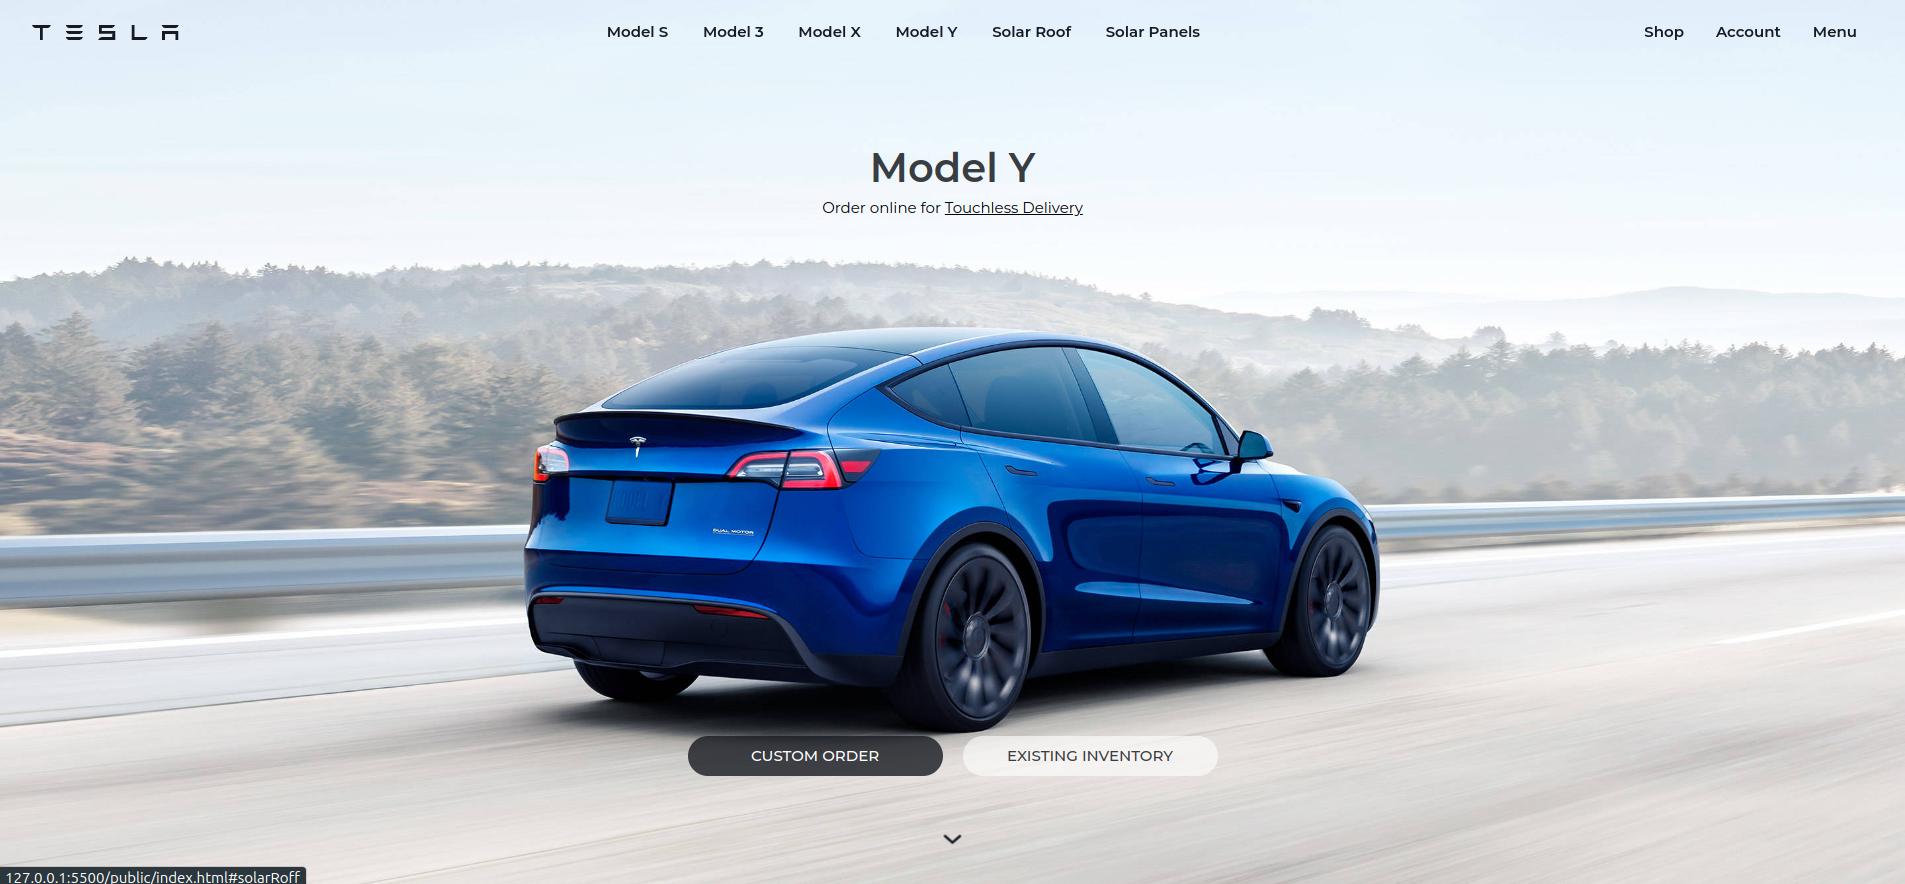 TESLA
Model S Model 3 Model X Model Y Solar Roof Solar Panels
Shop Account Menu
Model Y
Order online for Touchless Delivery
DUAL MOTOR
CUSTOM ORDER
EXISTING INVENTORY
127.0.0.1:5500/public/index.html#solarRoff